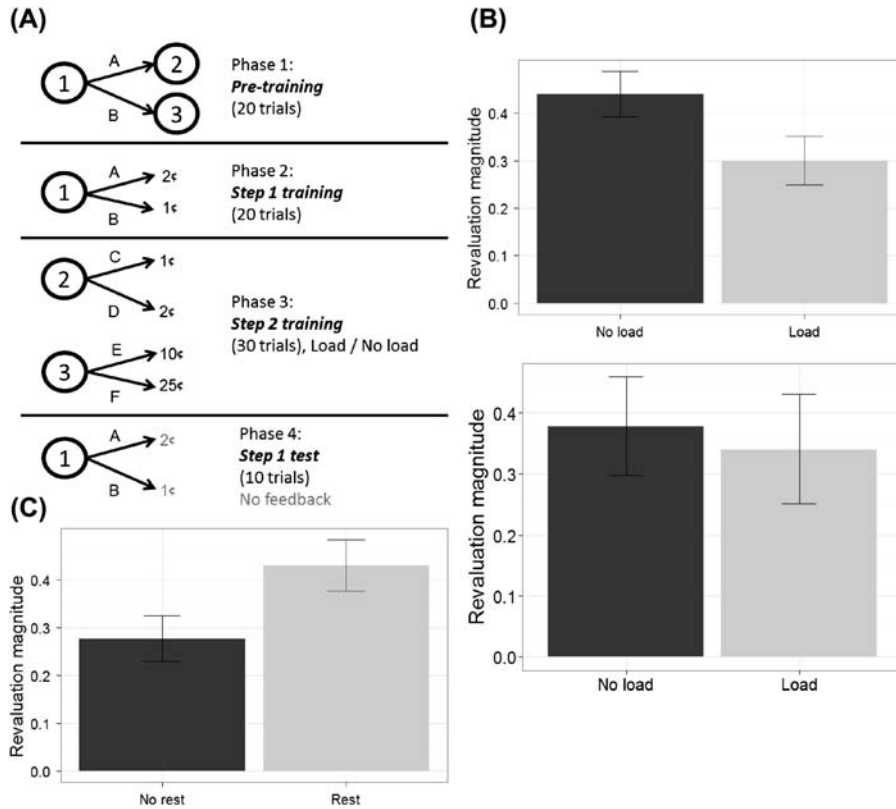 (A)
1
A
B
2
3
Phase 1:
Pre-training
(20 trials)
1
A
B
2¢
1¢
Phase 2:
Step 1 training
(20 trials)
2
C
D
1¢
2¢
3
E
F
10¢
25¢
Phase 3:
Step 2 training
(30 trials), Load / No load
1
A
B
2¢
1¢
Phase 4:
Step 1 test
(10 trials)
No feedback
(B)
Revaluation magnitude
0.4
0.3
0.2
0.1
0.0
No load
Load
Revaluation magnitude
0.4
0.3
0.2
0.1
0.0
No load
Load
(C)
Revaluation magnitude
0.4
0.3
0.2
0.1
0.0
No rest
Rest